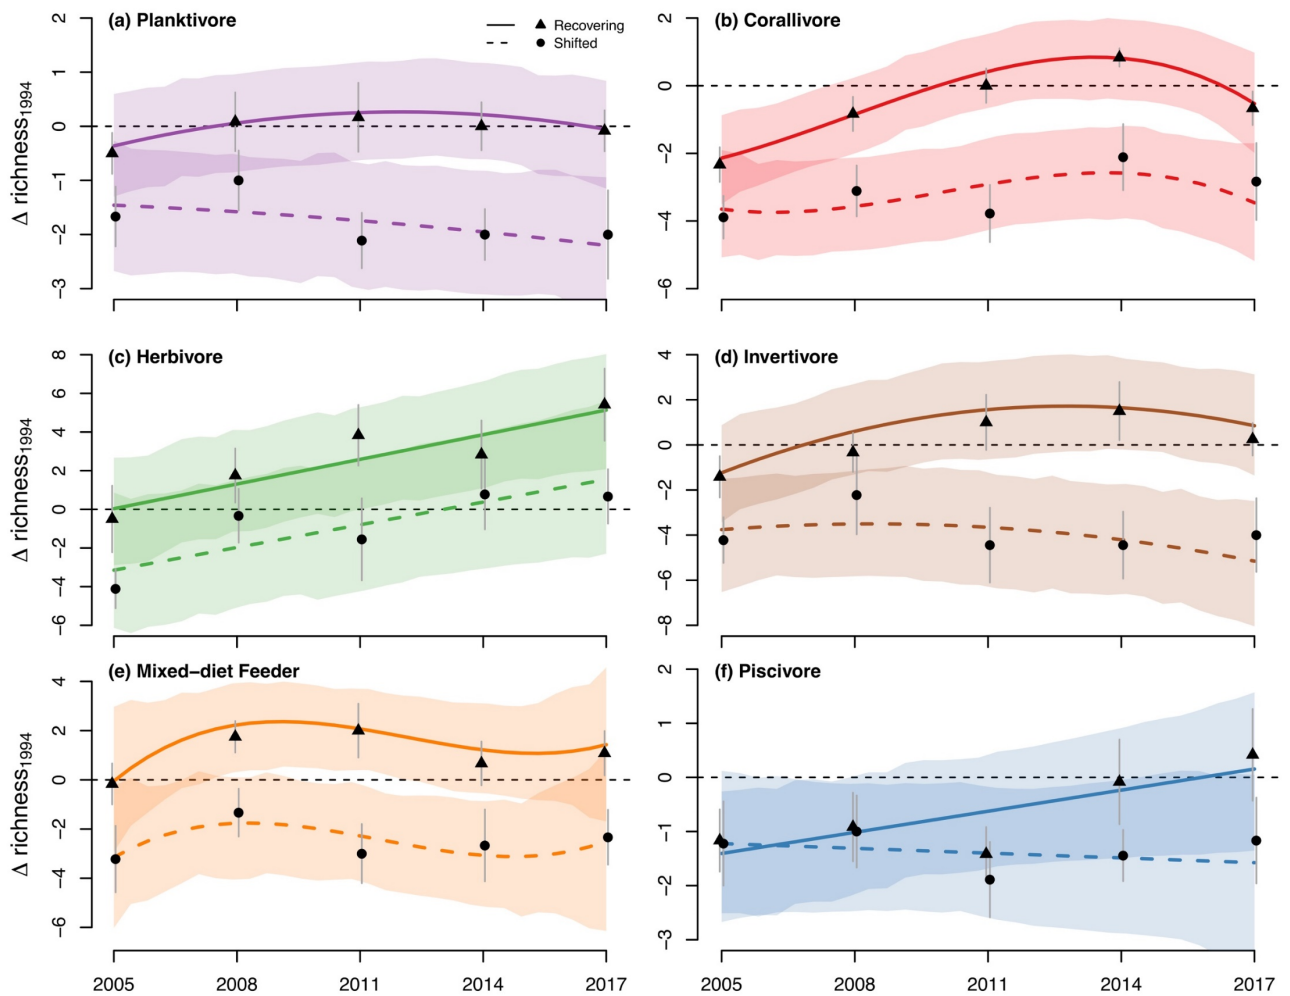 (a) Planktivore
Recovering
Shifted
Δ richness1994
2
1
0
−1
−2
−3
(b) Corallivore
2
0
−2
−4
−6
(c) Herbivore
Δ richness1994
8
6
4
2
0
−2
−4
−6
(d) Invertivore
4
2
0
−2
−4
−6
−8
(e) Mixed−diet Feeder
Δ richness1994
4
2
0
−2
−4
−6
2005 2008 2011 2014 2017
(f) Piscivore
2
1
0
−1
−2
−3
2005 2008 2011 2014 2017